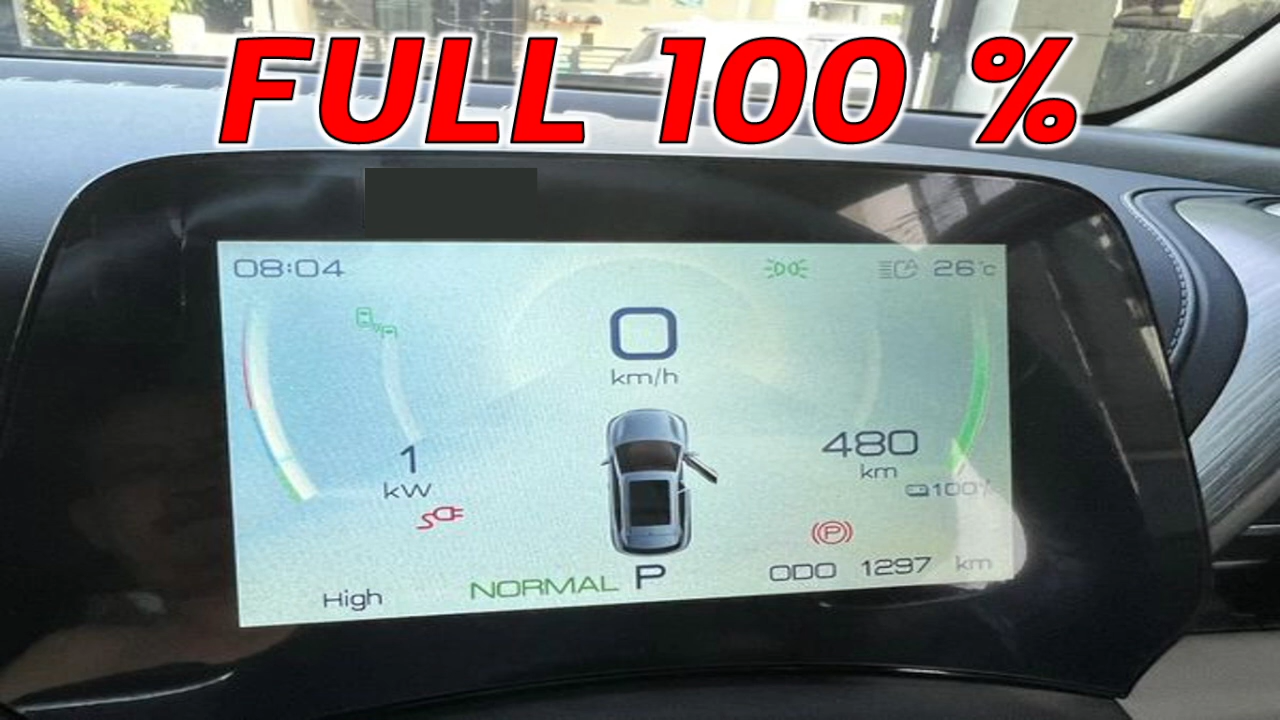 FULL 100 %
08:04
26°c
0
km/h
1
kW
480
km
100%
P
ODO 1297 km
High
NORMAL P